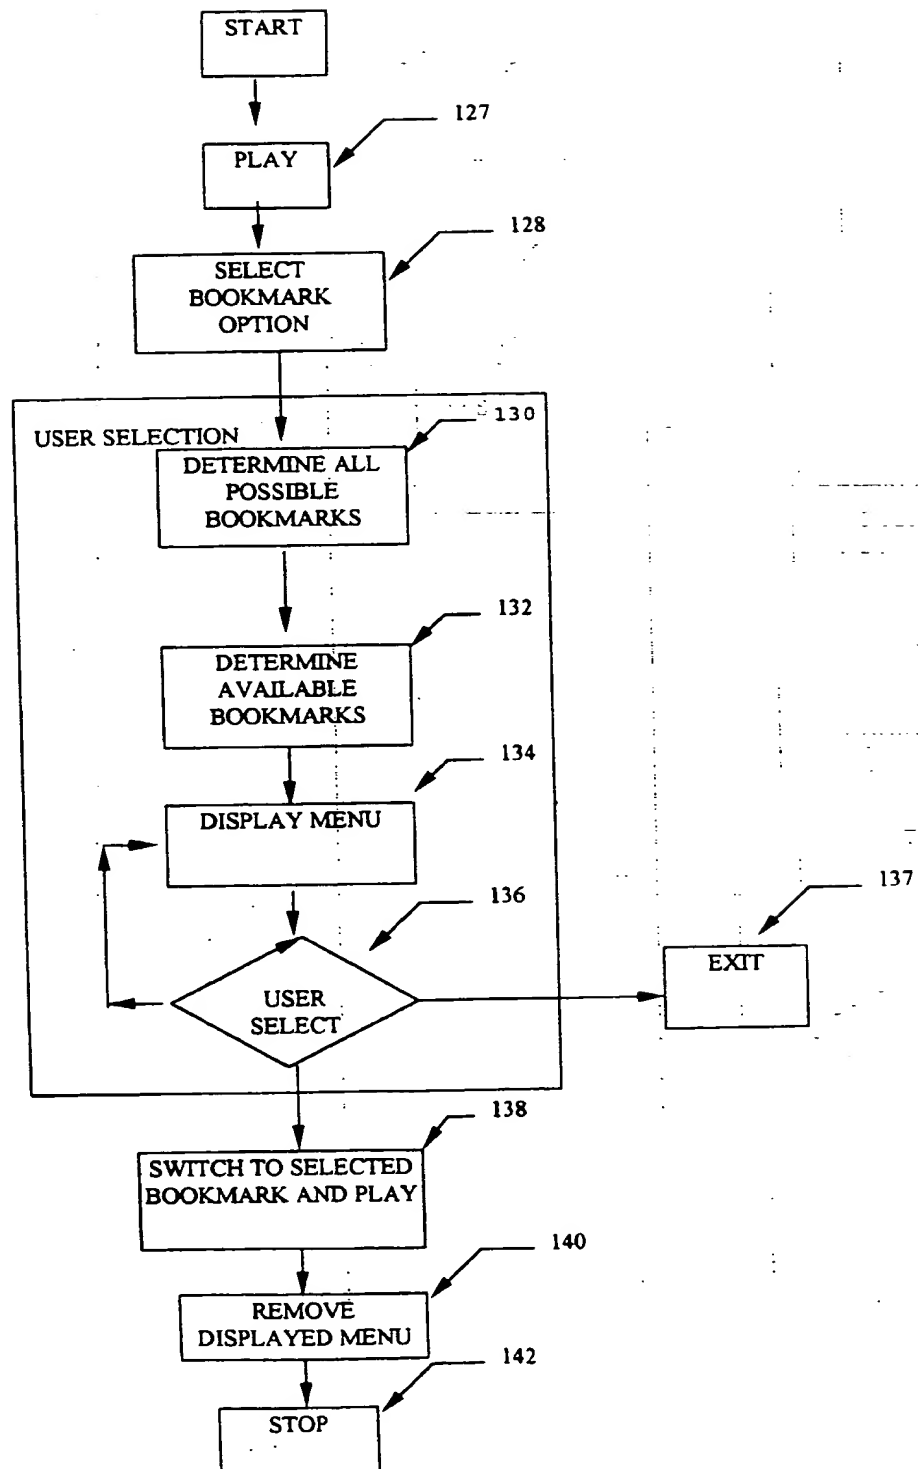 START
127
PLAY
128
SELECT
BOOKMARK
OPTION
130
USER SELECTION
DETERMINE ALL
POSSIBLE
BOOKMARKS
132
DETERMINE
AVAILABLE
BOOKMARKS
134
DISPLAY MENU
136
137
EXIT
USER
SELECT
138
SWITCH TO SELECTED
BOOKMARK AND PLAY
140
REMOVE
DISPLAYED MENU
142
STOP